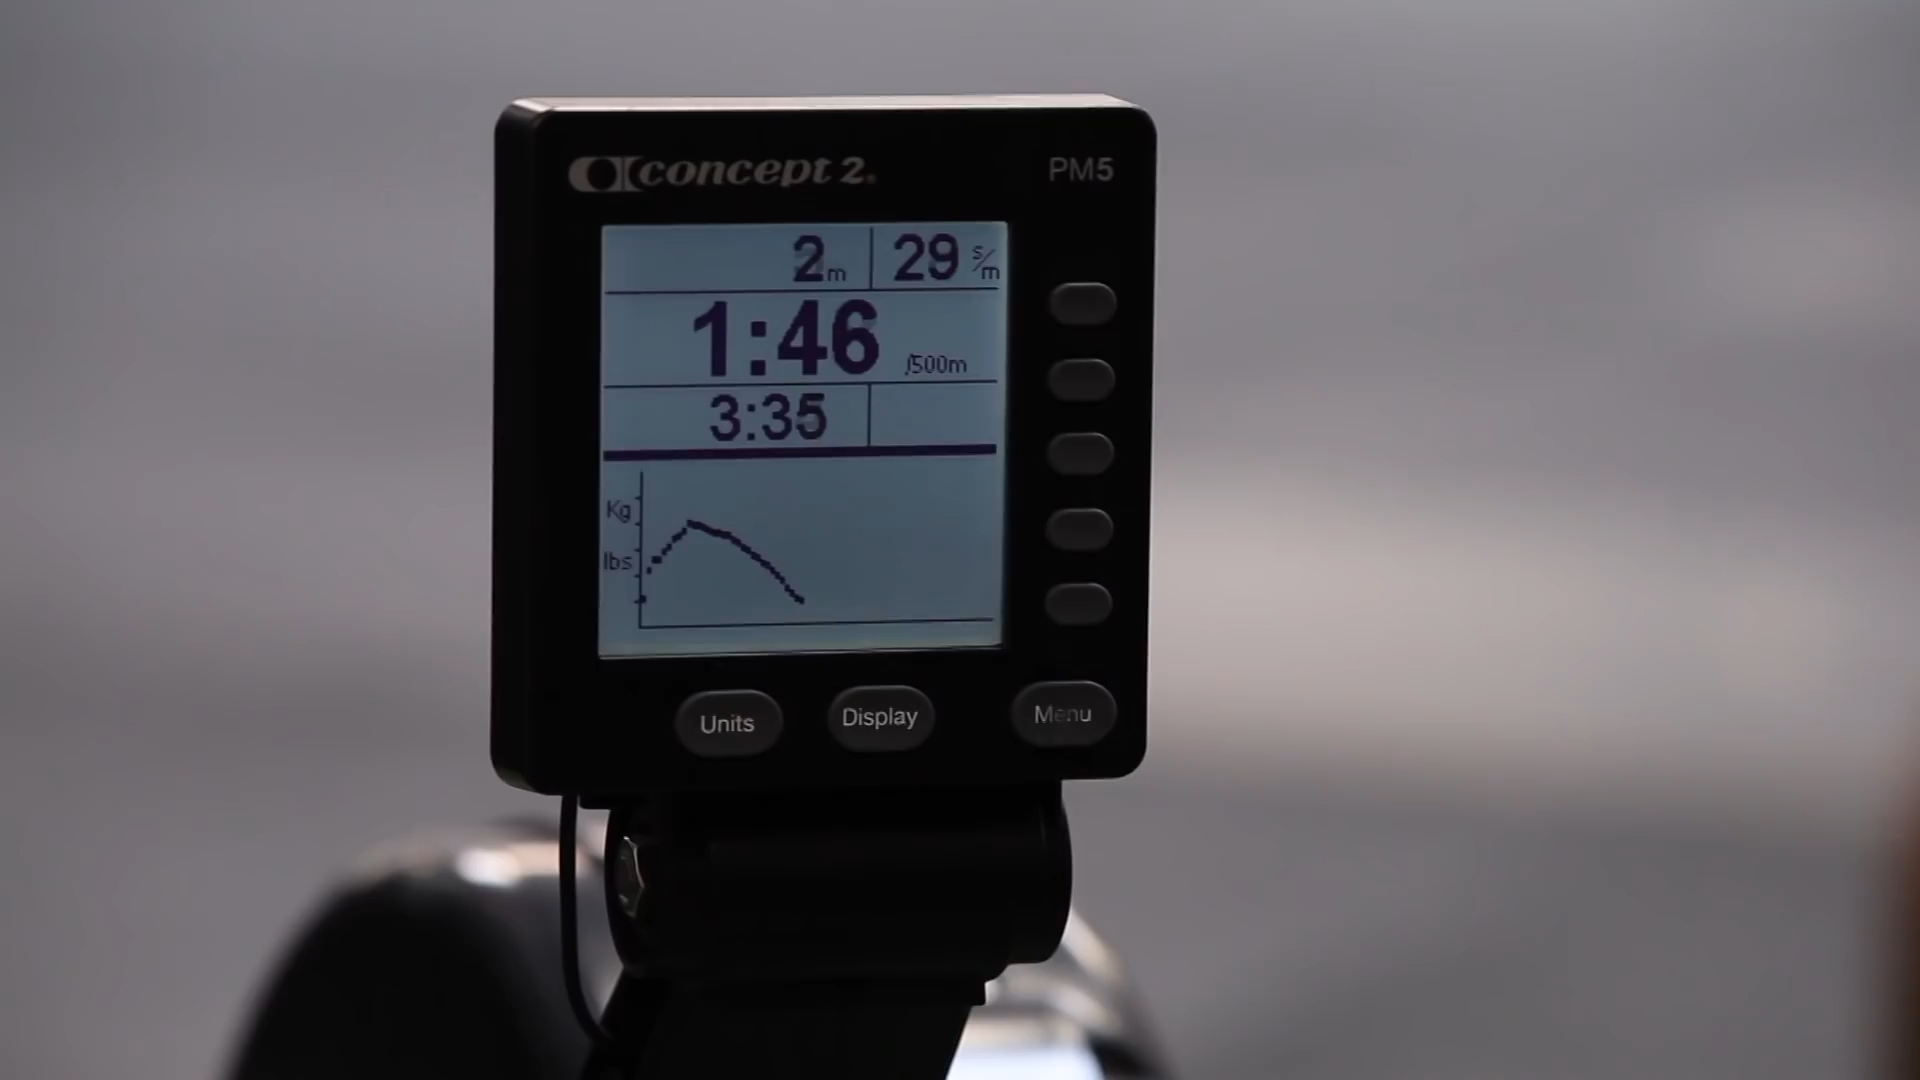 concept 2.
PM5
2m 29 s/m
1:46 /500m
3:35
Kg
lbs
Units Display Menu